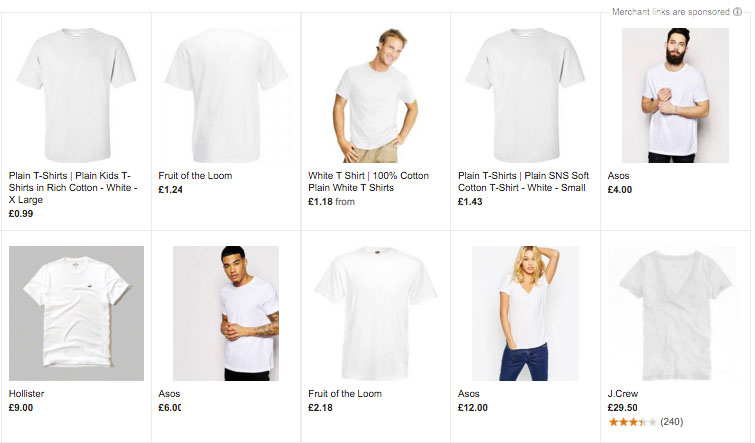 Merchant links are sponsored
Plain T-Shirts | Plain Kids T-
Shirts in Rich Cotton - White -
X Large
£0.99
Fruit of the Loom
£1.24
White T Shirt | 100% Cotton
Plain White T Shirts
£1.18 from
Plain T-Shirts | Plain SNS Soft
Cotton T-Shirt - White - Small
£1.43
Asos
£4.00
Hollister
£9.00
Asos
£6.00
Fruit of the Loom
£2.18
Asos
£12.00
J.Crew
£29.50
(240)